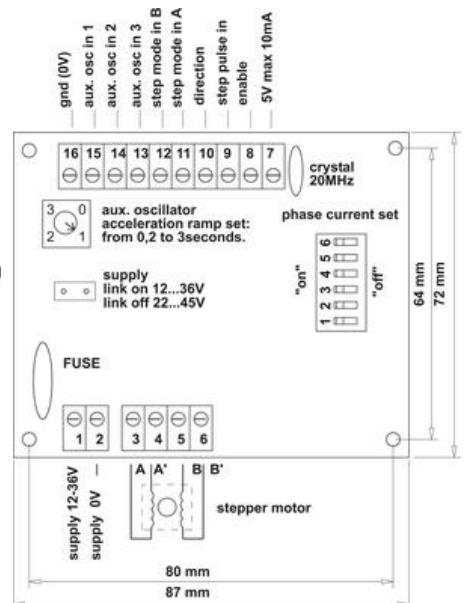 gnd (0V)
aux. osc in 1
aux. osc in 2
aux. osc in 3
step mode in B
step mode in A
direction
step pulse in
enable
5V max 10mA
16 15 14 13 12 11 10 9 8 7
crystal
20MHz
3 0
2 1
aux. oscillator
acceleration ramp set:
from 0,2 to 3seconds.
phase current set
"on"
6
5
4
3
2
1
"off"
supply
link on 12...36V
link off 22...45V
64 mm
72 mm
FUSE
1 2 3 4 5 6
supply 12-36V
supply 0V
A A' B B'
stepper motor
80 mm
87 mm